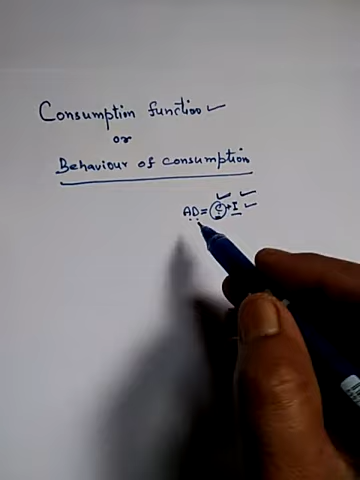 Consumption function ✓
or
Behaviour of consumption
AD = C + I